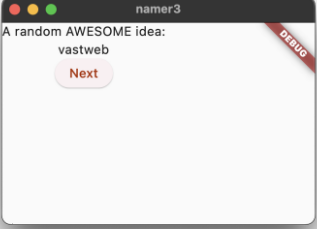 namer3
A random AWESOME idea:
DEBUG
vastweb
Next